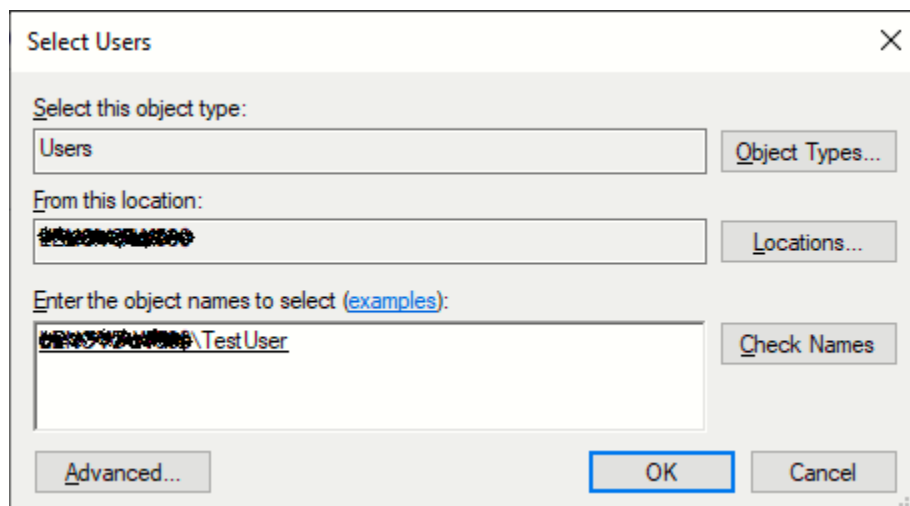 Select Users
Select this object type:
Users
Object Types...
From this location:
Locations...
Enter the object names to select (examples):
\TestUser
Check Names
Advanced...
OK
Cancel